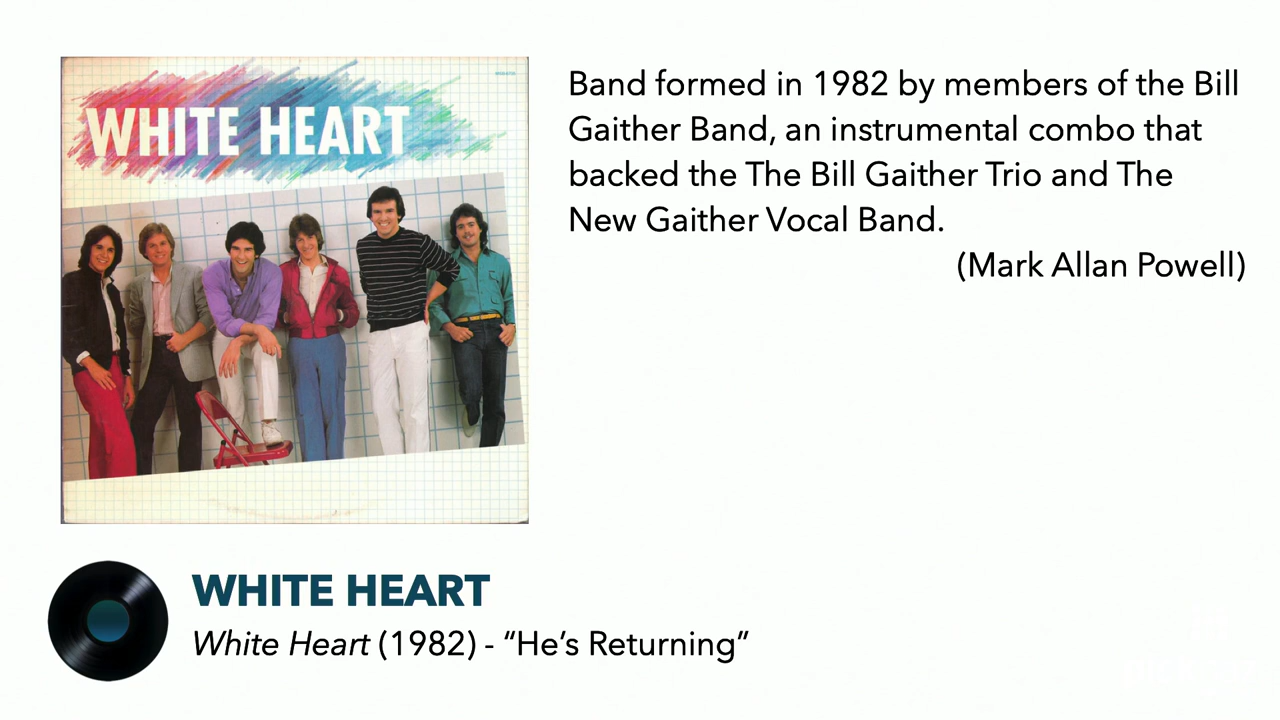 WHITE HEART
Band formed in 1982 by members of the Bill
Gaither Band, an instrumental combo that
backed the The Bill Gaither Trio and The
New Gaither Vocal Band.
(Mark Allan Powell)
WHITE HEART
White Heart (1982) - “He’s Returning”